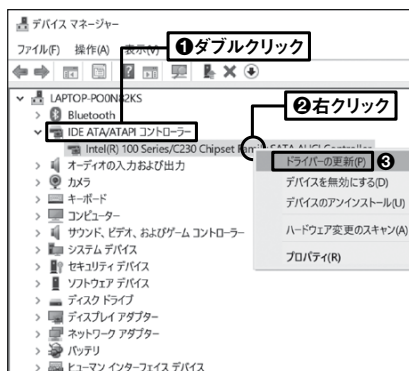 デバイス マネージャー
ファイル(F) 操作(A) 表示(V)
❶ダブルクリック
LAPTOP-PO0N82KS
❷右クリック
Bluetooth
IDE ATA/ATAPI コントローラー
Intel(R) 100 Series/C230 Chipset Family SATA AHCI Controller
ドライバーの更新(P) ❸
オーディオの入力および出力
カメラ
デバイスを無効にする(D)
キーボード
デバイスのアンインストール(U)
コンピューター
サウンド、ビデオ、およびゲーム コントローラー
ハードウェア変更のスキャン(A)
システム デバイス
プロパティ(R)
セキュリティ デバイス
ソフトウェア デバイス
ディスク ドライブ
ディスプレイ アダプター
ネットワーク アダプター
バッテリ
ヒューマン インターフェイス デバイス